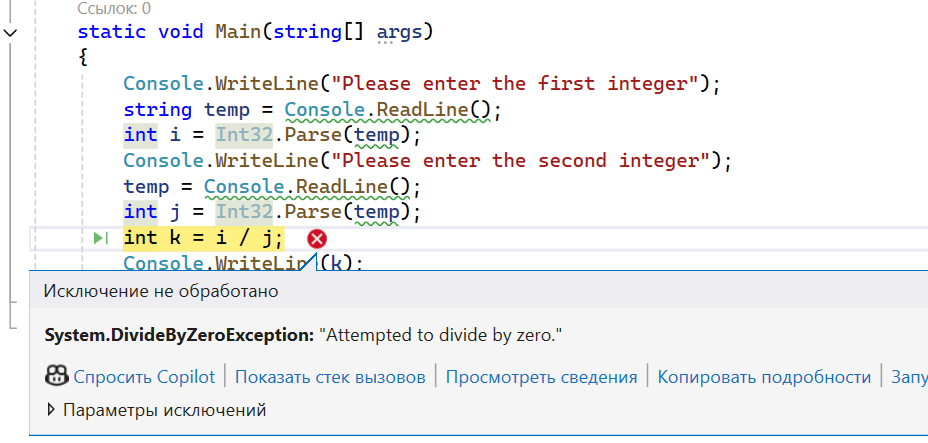 Ссылок: 0
static void Main(string[] args)
{
Console.WriteLine("Please enter the first integer");
string temp = Console.ReadLine();
int i = Int32.Parse(temp);
Console.WriteLine("Please enter the second integer");
temp = Console.ReadLine();
int j = Int32.Parse(temp);
int k = i / j;
Console.WriteLine(k);
Исключение не обработано
System.DivideByZeroException: "Attempted to divide by zero."
Спросить Copilot | Показать стек вызовов | Просмотреть сведения | Копировать подробности | Запу
Параметры исключений